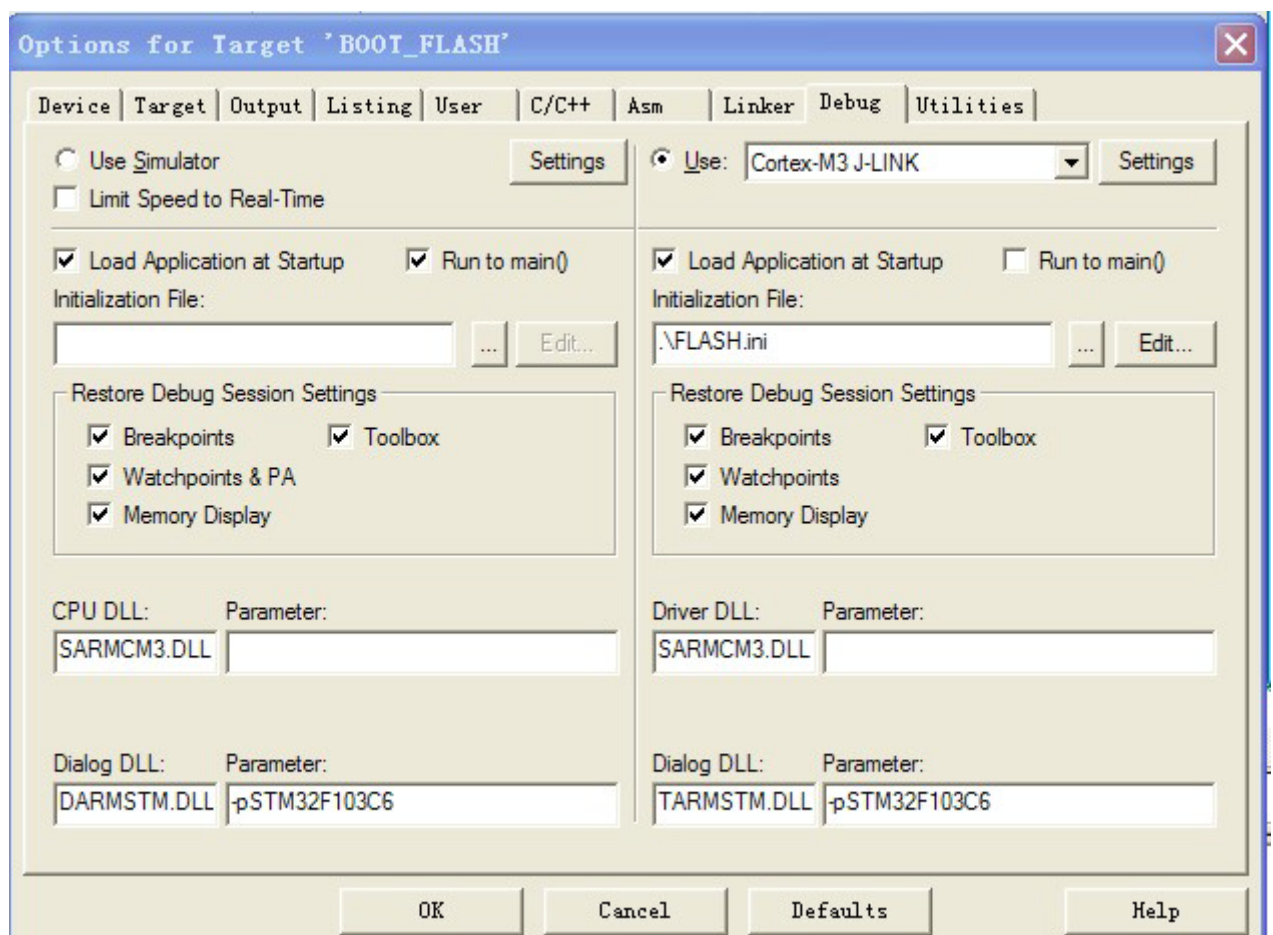 Options for Target 'BOOT_FLASH'
Device Target Output Listing User C/C++ Asm Linker Debug Utilities
Use Simulator Settings Use: Cortex-M3 J-LINK Settings
Limit Speed to Real-Time
Load Application at Startup Run to main() Load Application at Startup Run to main()
Initialization File: Initialization File:
... Edit... .\FLASH.ini ... Edit...
Restore Debug Session Settings Restore Debug Session Settings
Breakpoints Toolbox Breakpoints Toolbox
Watchpoints & PA Watchpoints
Memory Display Memory Display
CPU DLL: Parameter: Driver DLL: Parameter:
SARMCM3.DLL SARMCM3.DLL
Dialog DLL: Parameter: Dialog DLL: Parameter:
DARMSTM.DLL -pSTM32F103C6 TARMSTM.DLL -pSTM32F103C6
OK Cancel Defaults Help